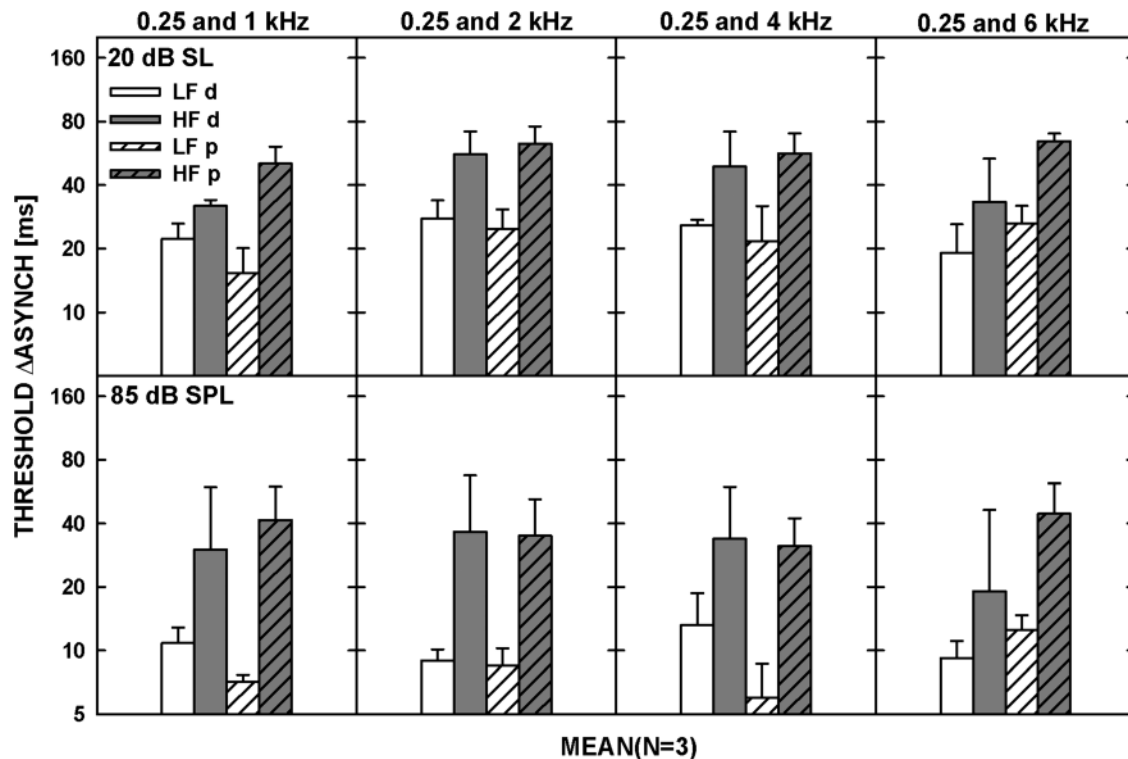 0.25 and 1 kHz 0.25 and 2 kHz 0.25 and 4 kHz 0.25 and 6 kHz
THRESHOLD ΔASYNCH [ms]
160
80
40
20
10
20 dB SL
LF d
HF d
LF p
HF p
160
80
40
20
10
5
85 dB SPL
MEAN(N=3)